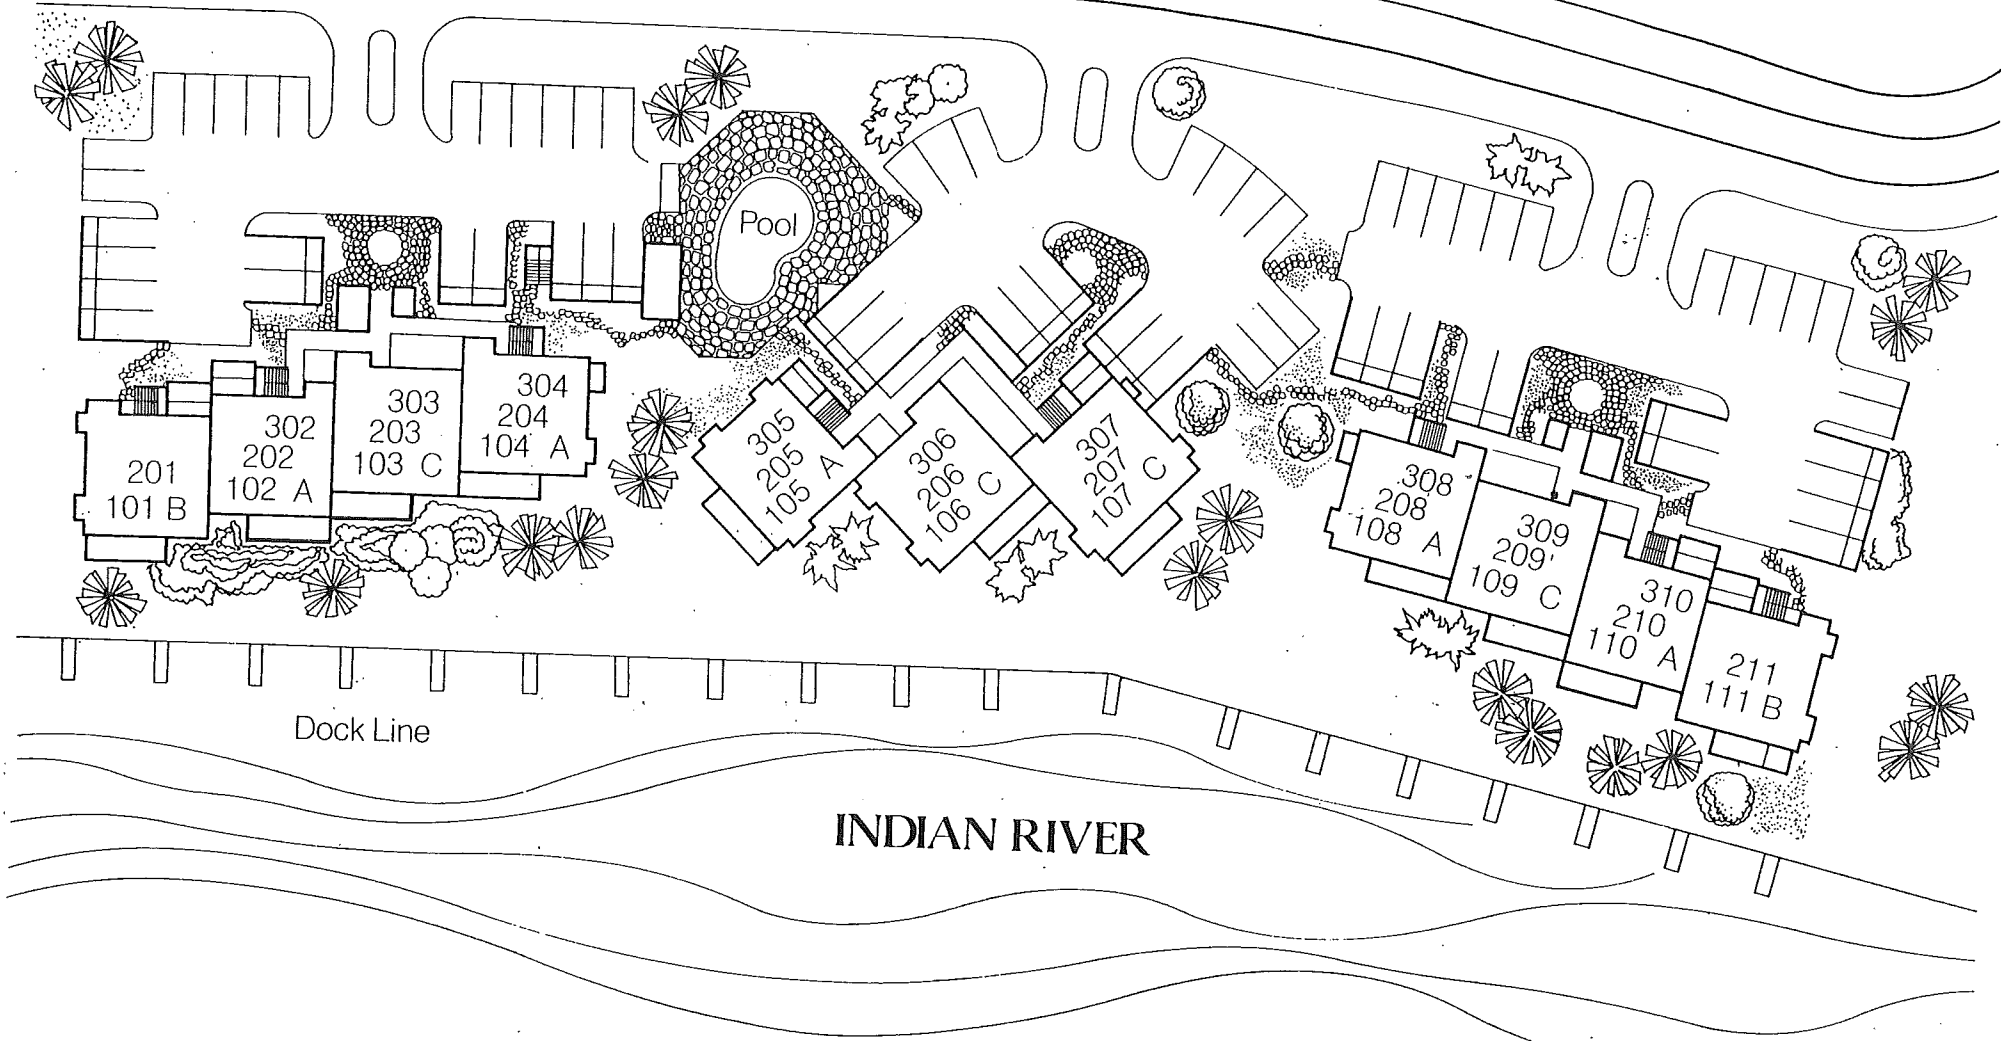 Pool
201
101 B
302
202
102 A
303
203
103 C
304
204
104 A
305
205
105 A
306
206
106 C
307
207
107 C
308
208
108 A
309
209'
109 C
310
210
110 A
211
111 B
Dock Line
INDIAN RIVER